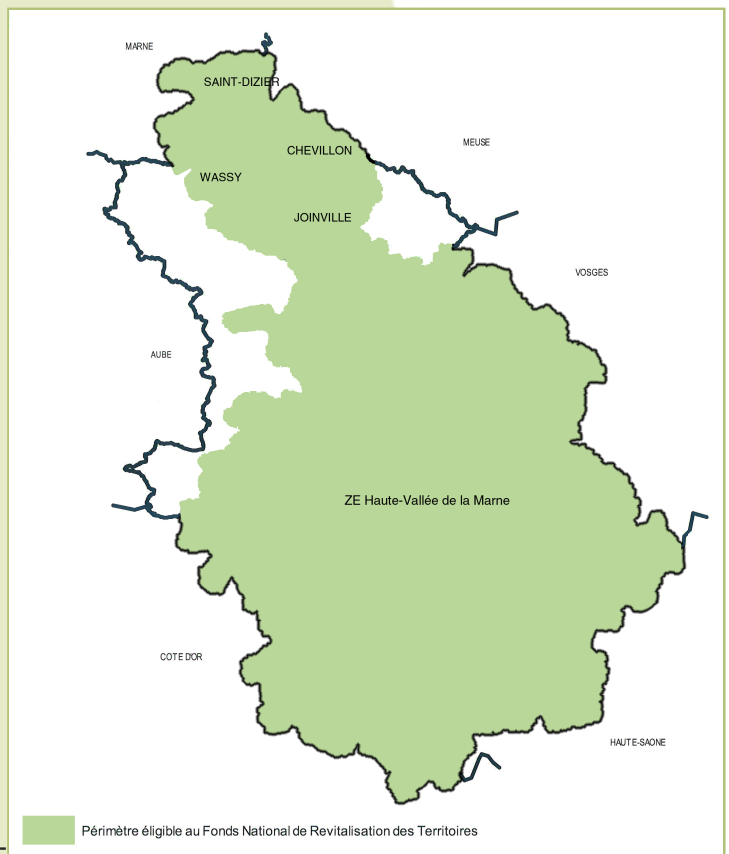 MARNE
SAINT-DIZIER
MEUSE
CHEVILLON
WASSY
JOINVILLE
VOSGES
AUBE
ZE Haute-Vallée de la Marne
COTE D'OR
HAUTE-SAONE
Périmètre éligible au Fonds National de Revitalisation des Territoires